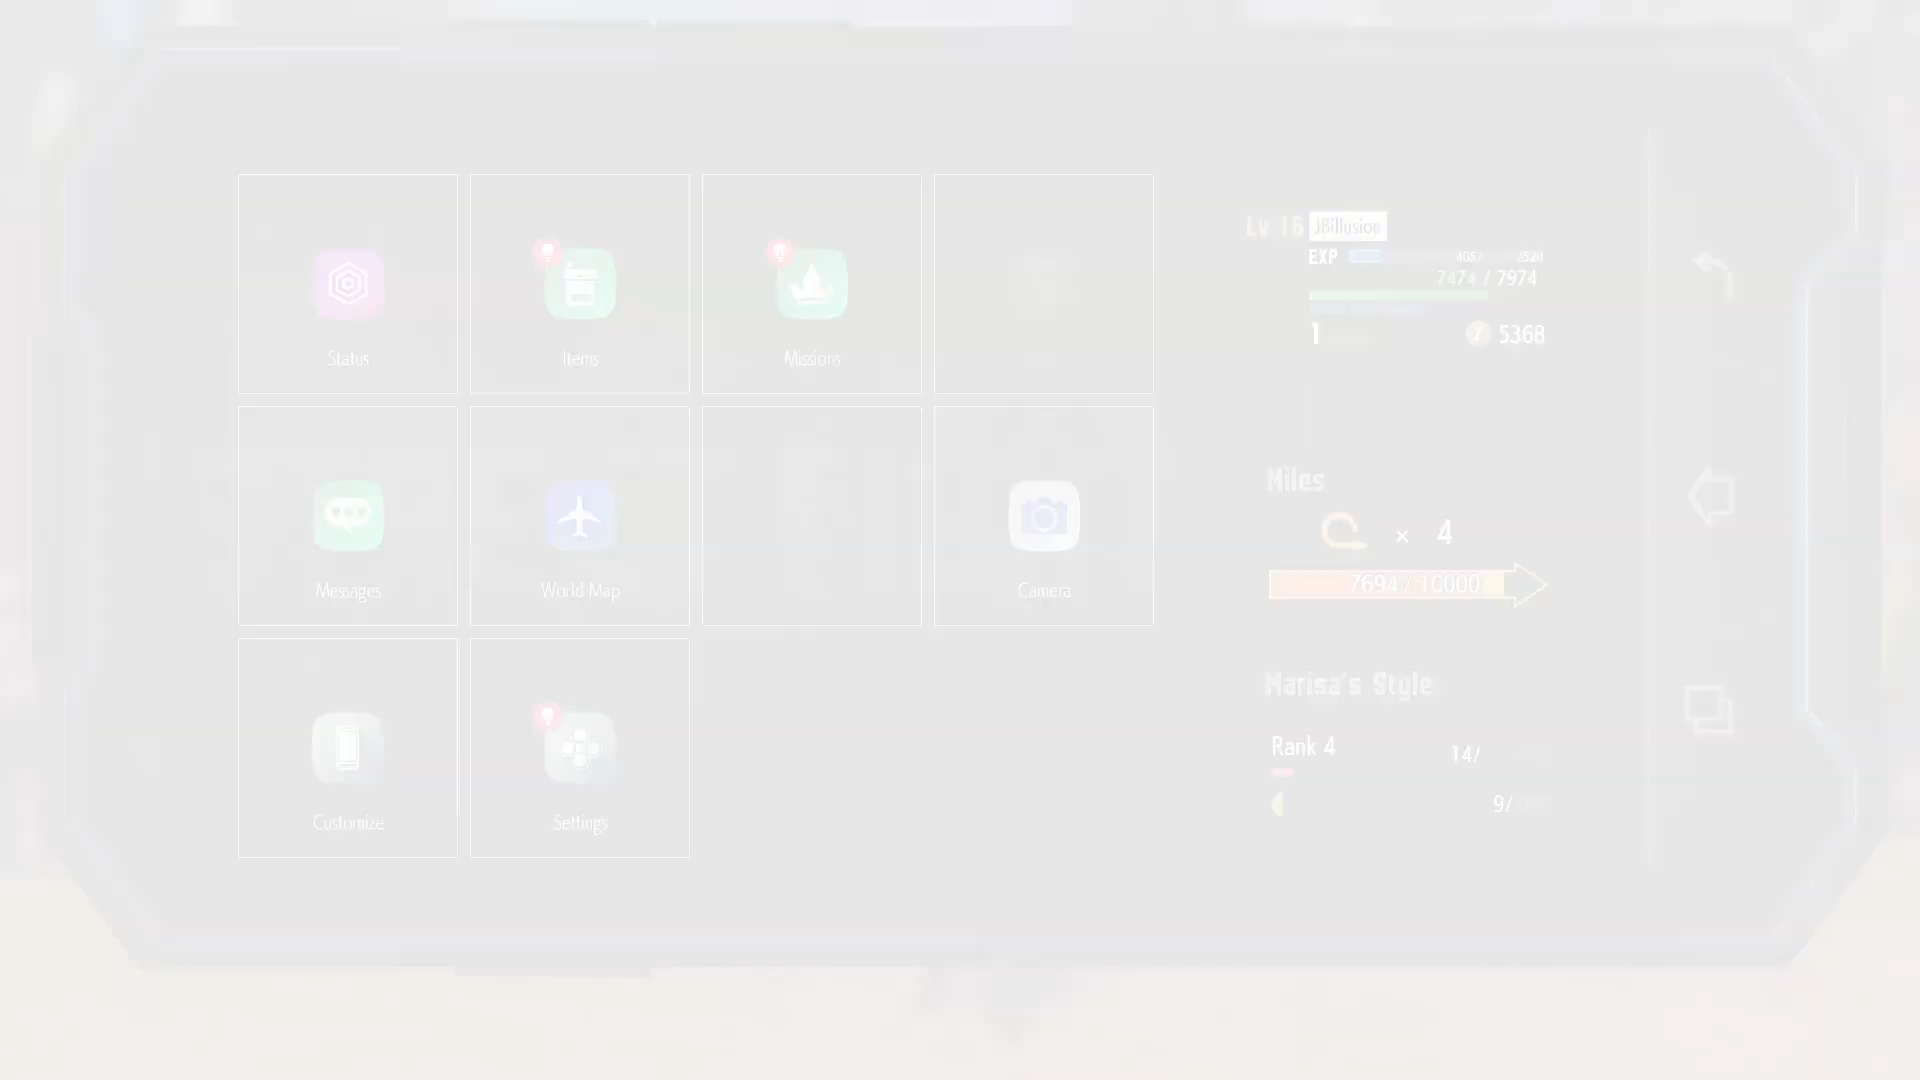 Status
Items
Missions
Messages
World Map
Camera
Customize
Settings
Lv 16 JBillusion
EXP
7474 / 7974
1
5368
Miles
× 4
7694 / 10000
Marisa's Style
Rank 4
14/
9/